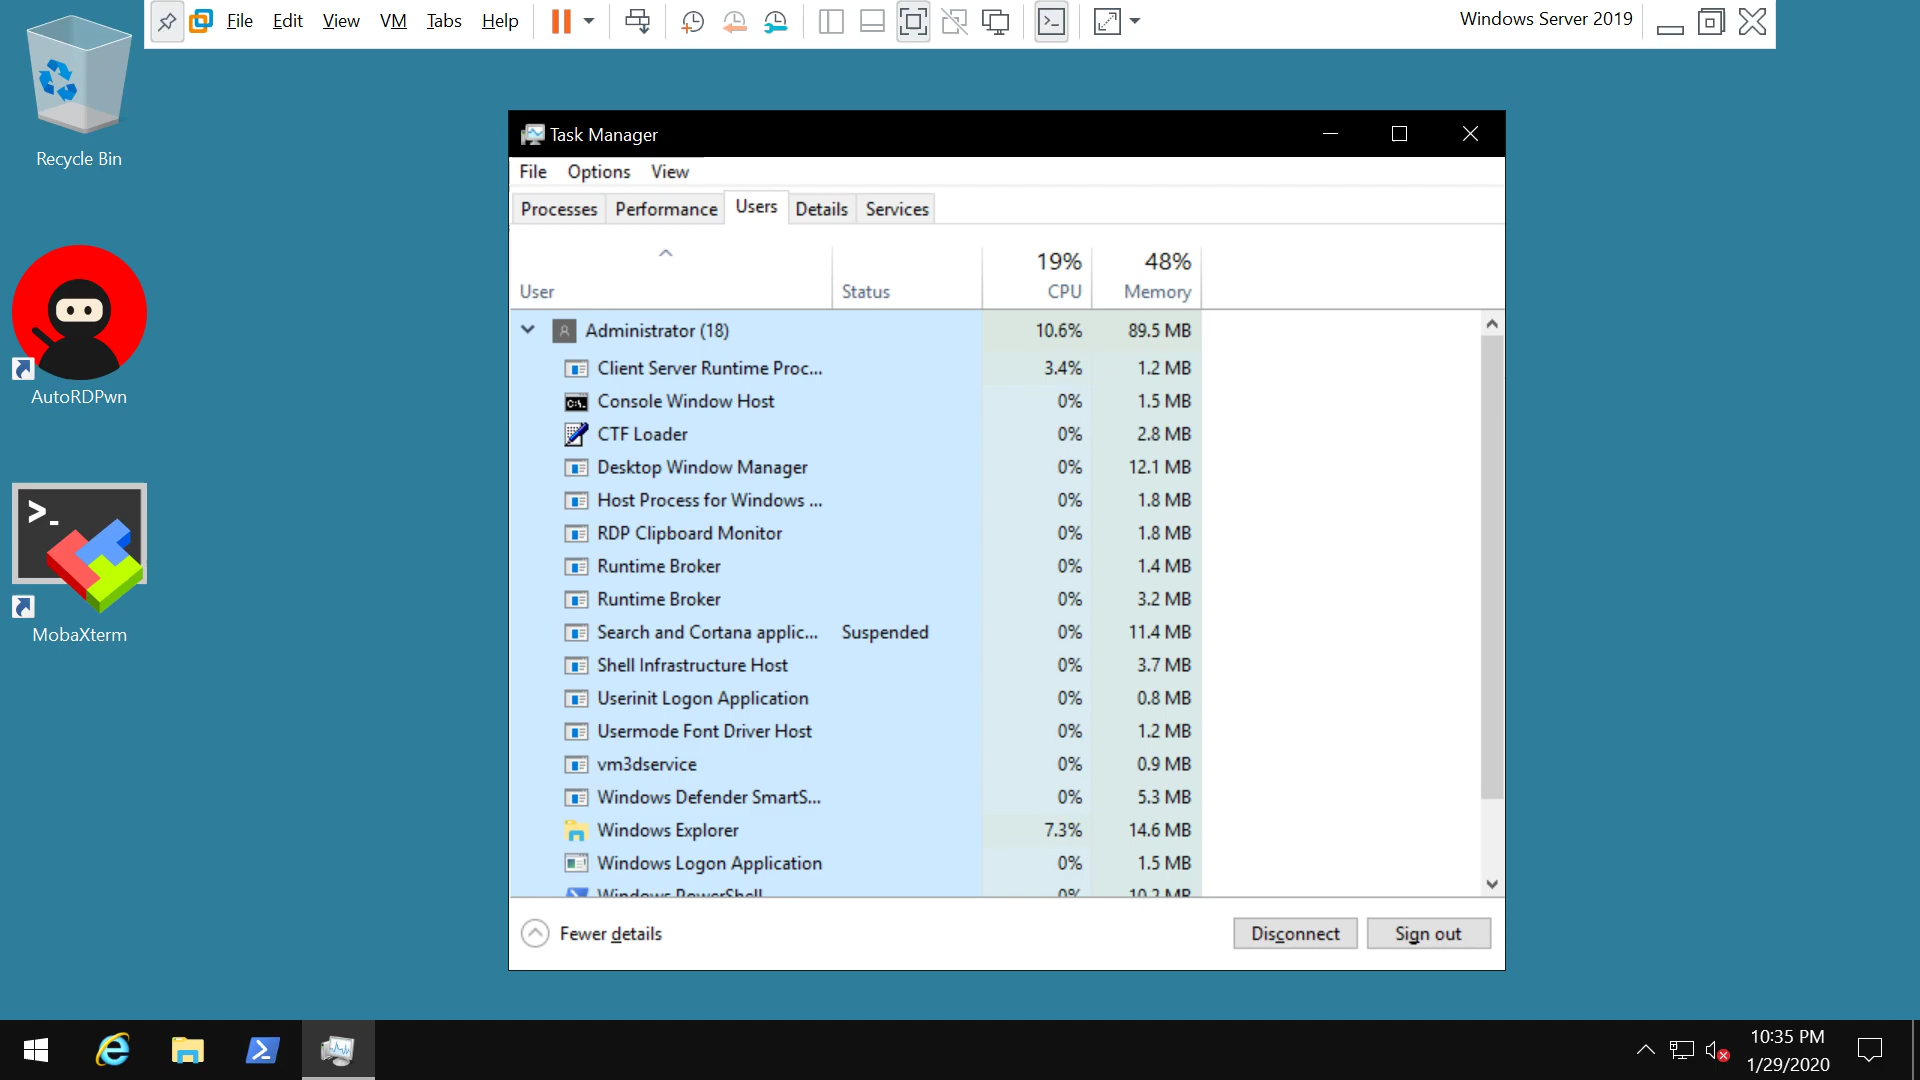 File Edit View VM Tabs Help
Windows Server 2019
Recycle Bin
AutoRDPwn
>_
MobaXterm
Task Manager
File Options View
Processes Performance Users Details Services
19% 48%
User Status CPU Memory
Administrator (18) 10.6% 89.5 MB
Client Server Runtime Proc... 3.4% 1.2 MB
Console Window Host 0% 1.5 MB
CTF Loader 0% 2.8 MB
Desktop Window Manager 0% 12.1 MB
Host Process for Windows ... 0% 1.8 MB
RDP Clipboard Monitor 0% 1.8 MB
Runtime Broker 0% 1.4 MB
Runtime Broker 0% 3.2 MB
Search and Cortana applic... Suspended 0% 11.4 MB
Shell Infrastructure Host 0% 3.7 MB
Userinit Logon Application 0% 0.8 MB
Usermode Font Driver Host 0% 1.2 MB
vm3dservice 0% 0.9 MB
Windows Defender SmartS... 0% 5.3 MB
Windows Explorer 7.3% 14.6 MB
Windows Logon Application 0% 1.5 MB
Windows PowerShell 0% 10.2 MB
Fewer details
Disconnect Sign out
10:35 PM
1/29/2020